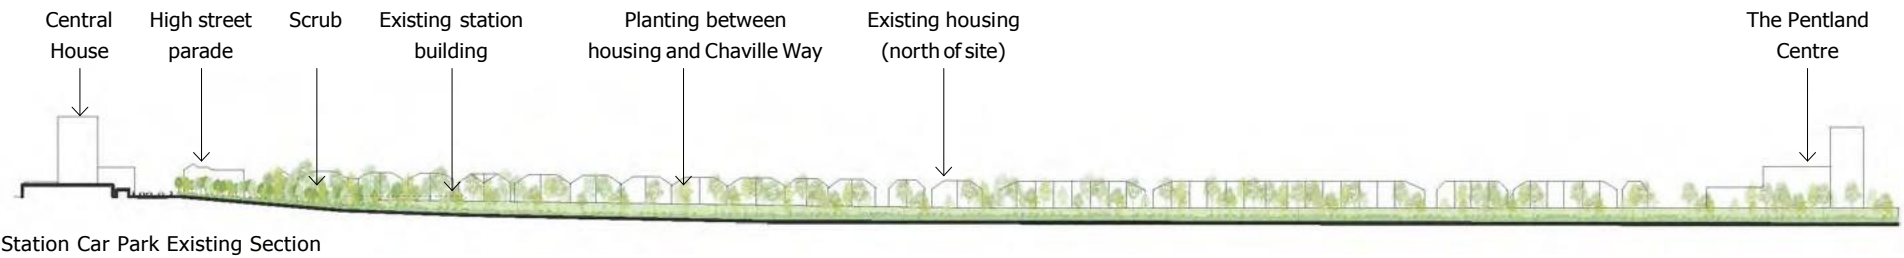 Central
House
High street
parade
Scrub
Existing station
building
Planting between
housing and Chaville Way
Existing housing
(north of site)
The Pentland
Centre
Station Car Park Existing Section